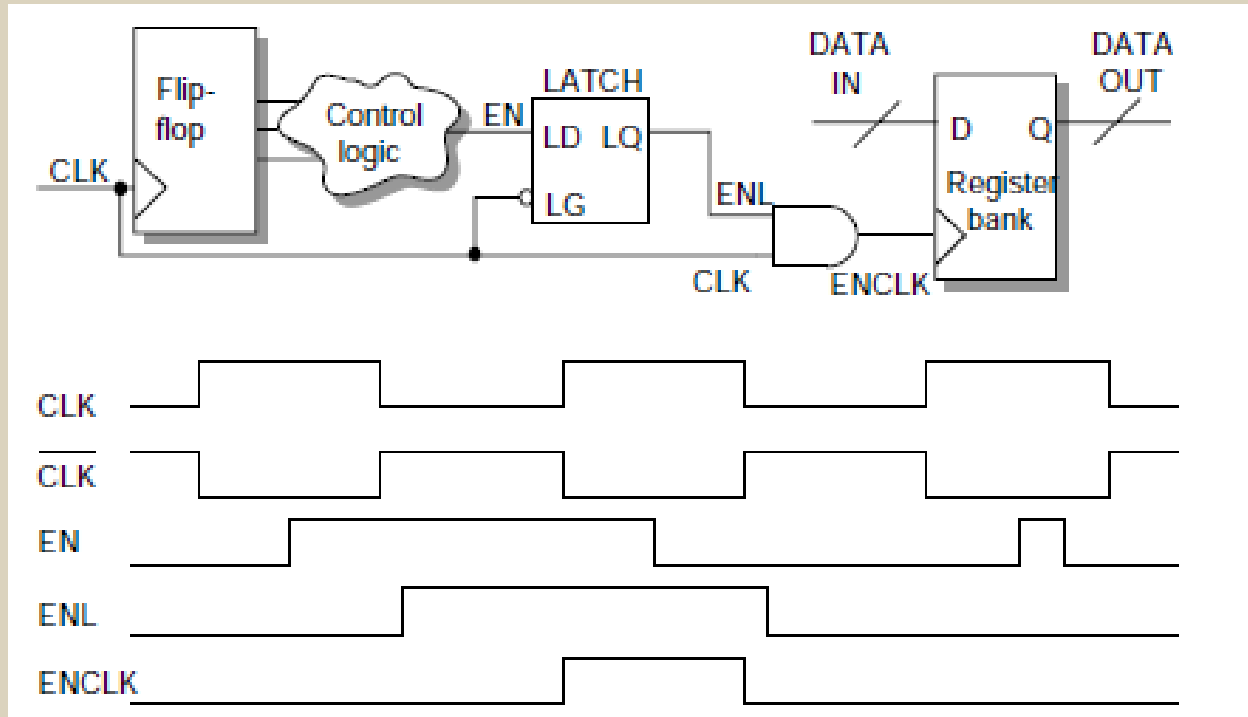 DATA
IN
DATA
OUT
Flip-
flop
Control
logic
LATCH
EN
LD LQ
LG
D Q
Register
bank
CLK
ENL
CLK
ENCLK
CLK
CLK
EN
ENL
ENCLK